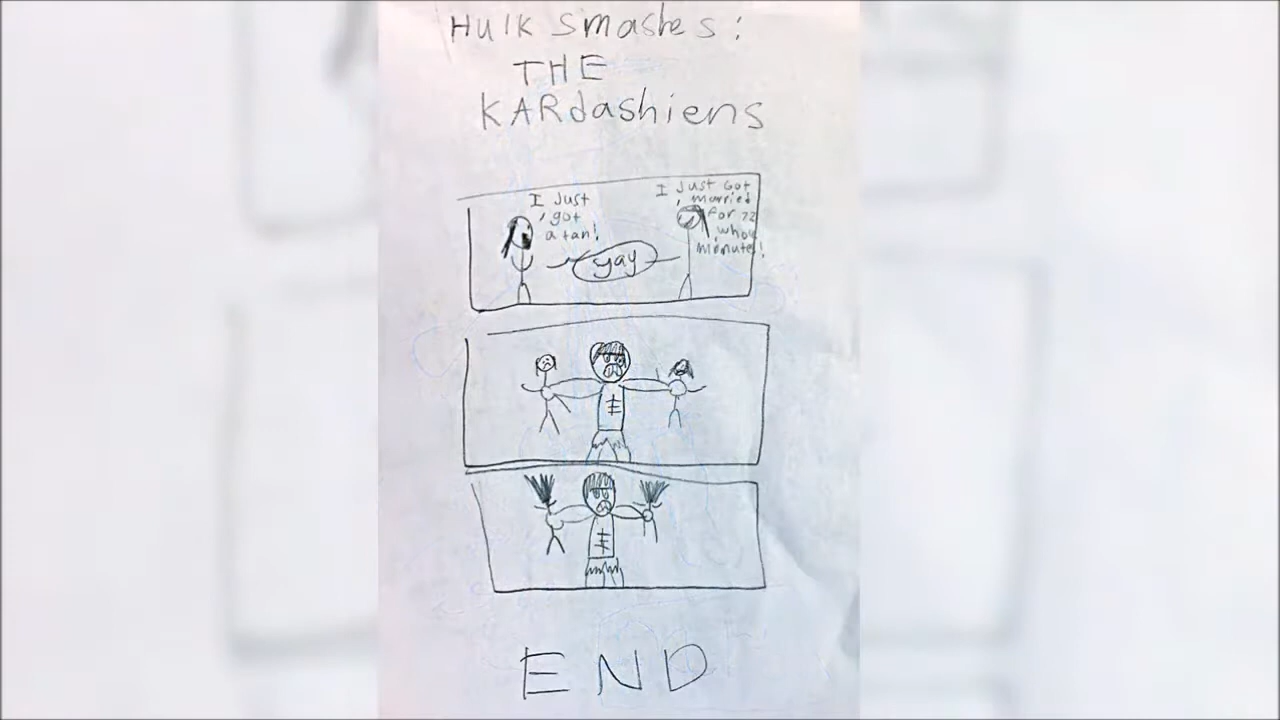 Hulk smashes:
THE
KARdashiens
I Just
got
a tan!
I Just Got
married
for 72
whole
minutes!
yay
END